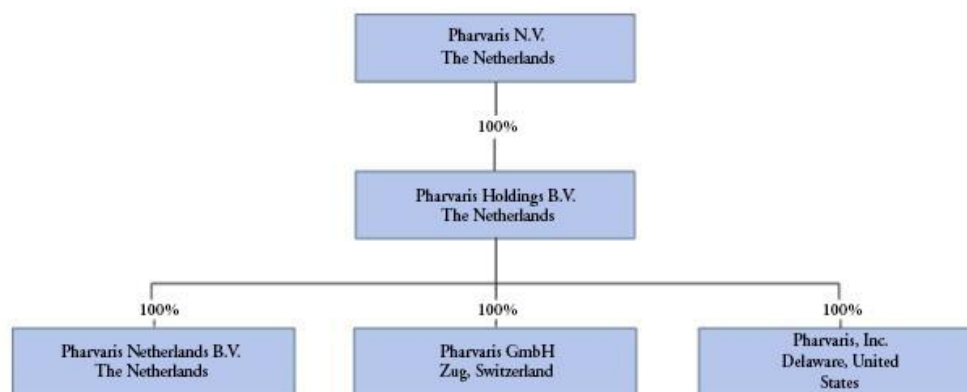 Pharvaris N.V.
The Netherlands
100%
Pharvaris Holdings B.V.
The Netherlands
100%
100%
100%
Pharvaris Netherlands B.V.
The Netherlands
Pharvaris GmbH
Zug, Switzerland
Pharvaris, Inc.
Delaware, United
States